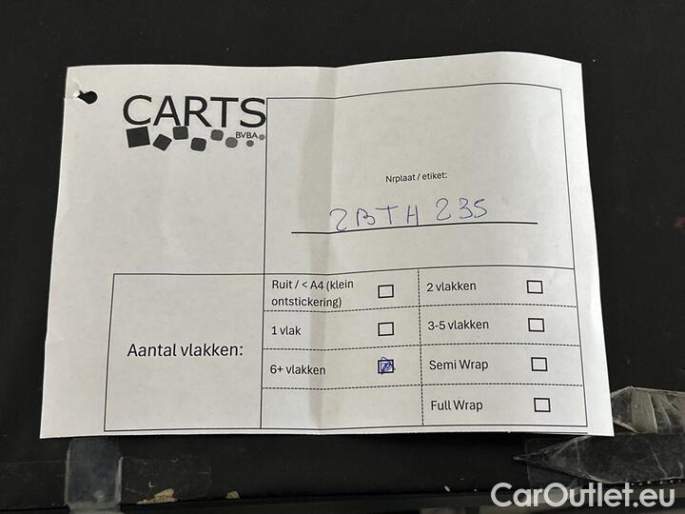 CARTS
BVBA
Nrplaat / etiket:
2BTH 235
Aantal vlakken:
Ruit / < A4 (klein
ontstickering)
2 vlakken
1 vlak
3-5 vlakken
6+ vlakken
Semi Wrap
Full Wrap
CarOutlet.eu